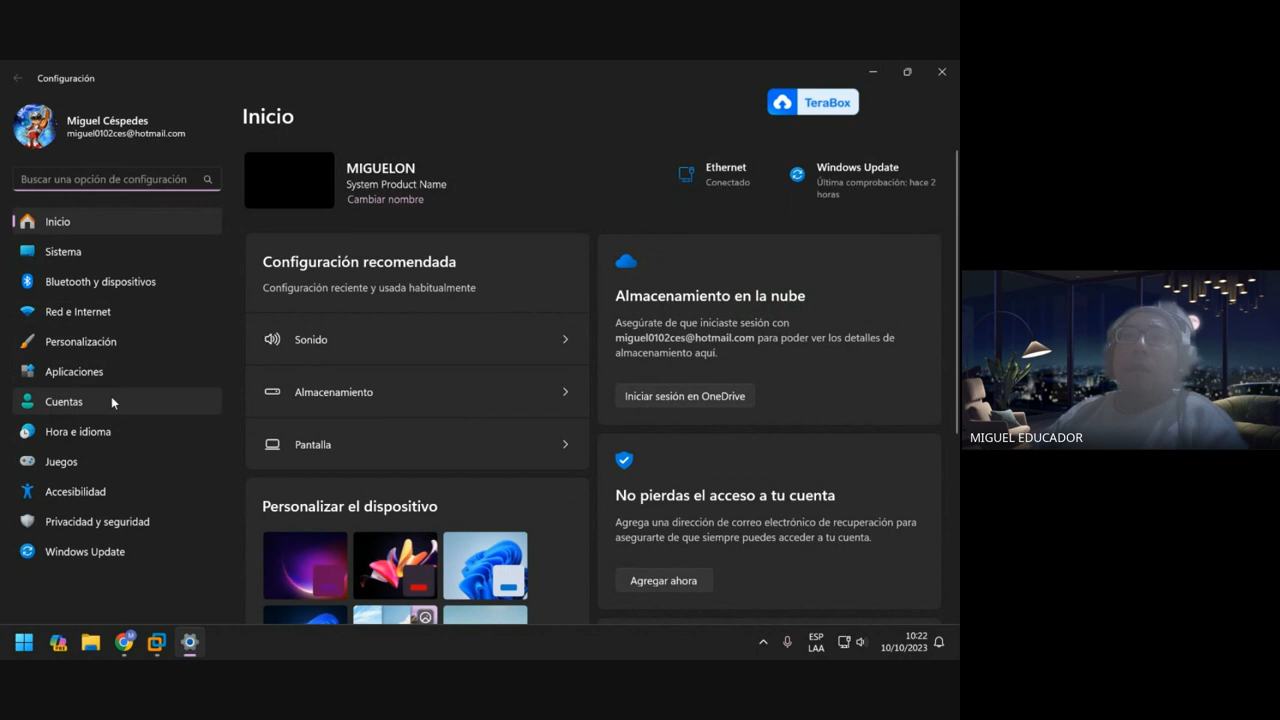 Configuración
Miguel Céspedes
miguel0102ces@hotmail.com
Buscar una opción de configuración
Inicio
Sistema
Bluetooth y dispositivos
Red e Internet
Personalización
Aplicaciones
Cuentas
Hora e idioma
Juegos
Accesibilidad
Privacidad y seguridad
Windows Update
Inicio
TeraBox
MIGUELON
System Product Name
Cambiar nombre
Ethernet
Conectado
Windows Update
Última comprobación: hace 2
horas
Configuración recomendada
Configuración reciente y usada habitualmente
Sonido
Almacenamiento
Pantalla
Personalizar el dispositivo
Almacenamiento en la nube
Asegúrate de que iniciaste sesión con
miguel0102ces@hotmail.com para poder ver los detalles de
almacenamiento aquí.
Iniciar sesión en OneDrive
No pierdas el acceso a tu cuenta
Agrega una dirección de correo electrónico de recuperación para
asegurarte de que siempre puedes acceder a tu cuenta.
Agregar ahora
ESP
LAA
10:22
10/10/2023
MIGUEL EDUCADOR